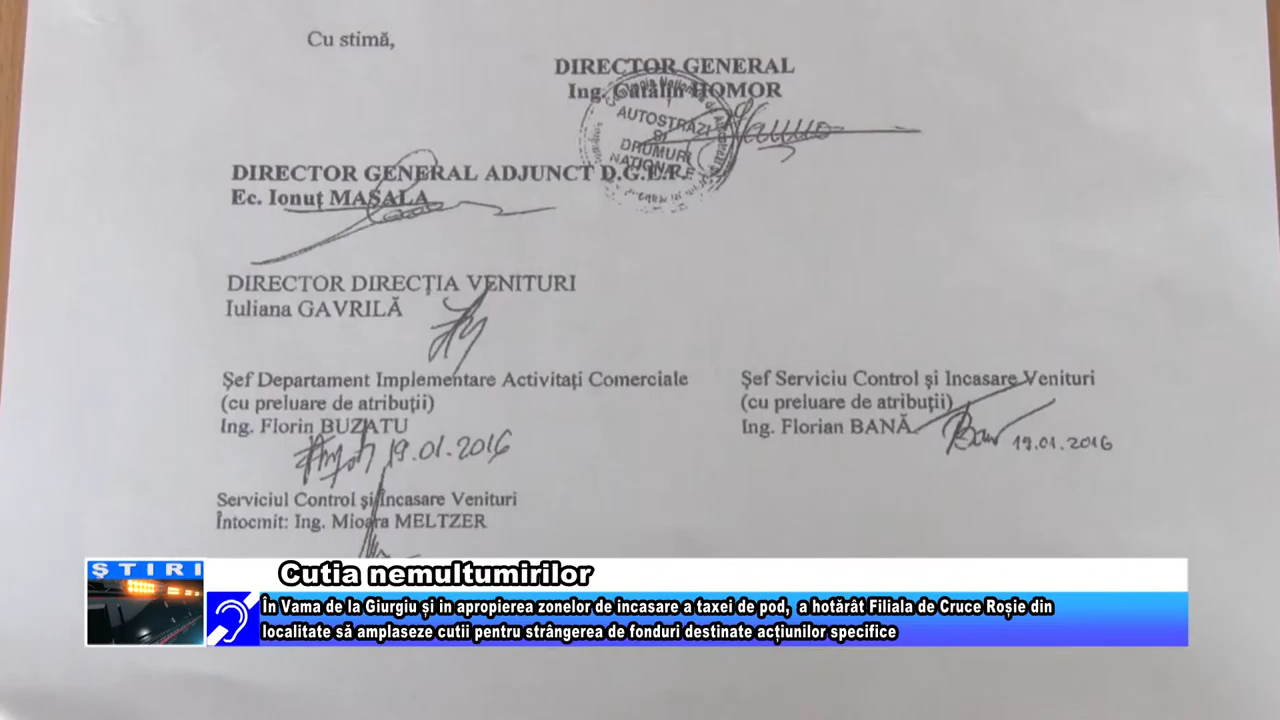 Cu stimă,
DIRECTOR GENERAL
Ing. Cătălin HOMOR
AUTOSTRAZI
ȘI
DRUMURI
NAȚIONALE
DIRECTOR GENERAL ADJUNCT
Ec. Ionuț MASALA
DIRECTOR DIRECȚIA VENITURI
Iuliana GAVRILĂ
Șef Departament Implementare Activitați Comerciale
(cu preluare de atribuții)
Ing. Florin BUZATU
19.01.2016
Șef Serviciu Control și Incasare Venituri
(cu preluare de atribuții)
Ing. Florian BANĂ
19.01.2016
Serviciul Control și Incasare Venituri
Întocmit: Ing. Mioara MELTZER
ȘTIRI
Cutia nemultumirilor
În Vama de la Giurgiu și in apropierea zonelor de incasare a taxei de pod, a hotărât Filiala de Cruce Roșie din
localitate să amplaseze cutii pentru strângerea de fonduri destinate acțiunilor specifice